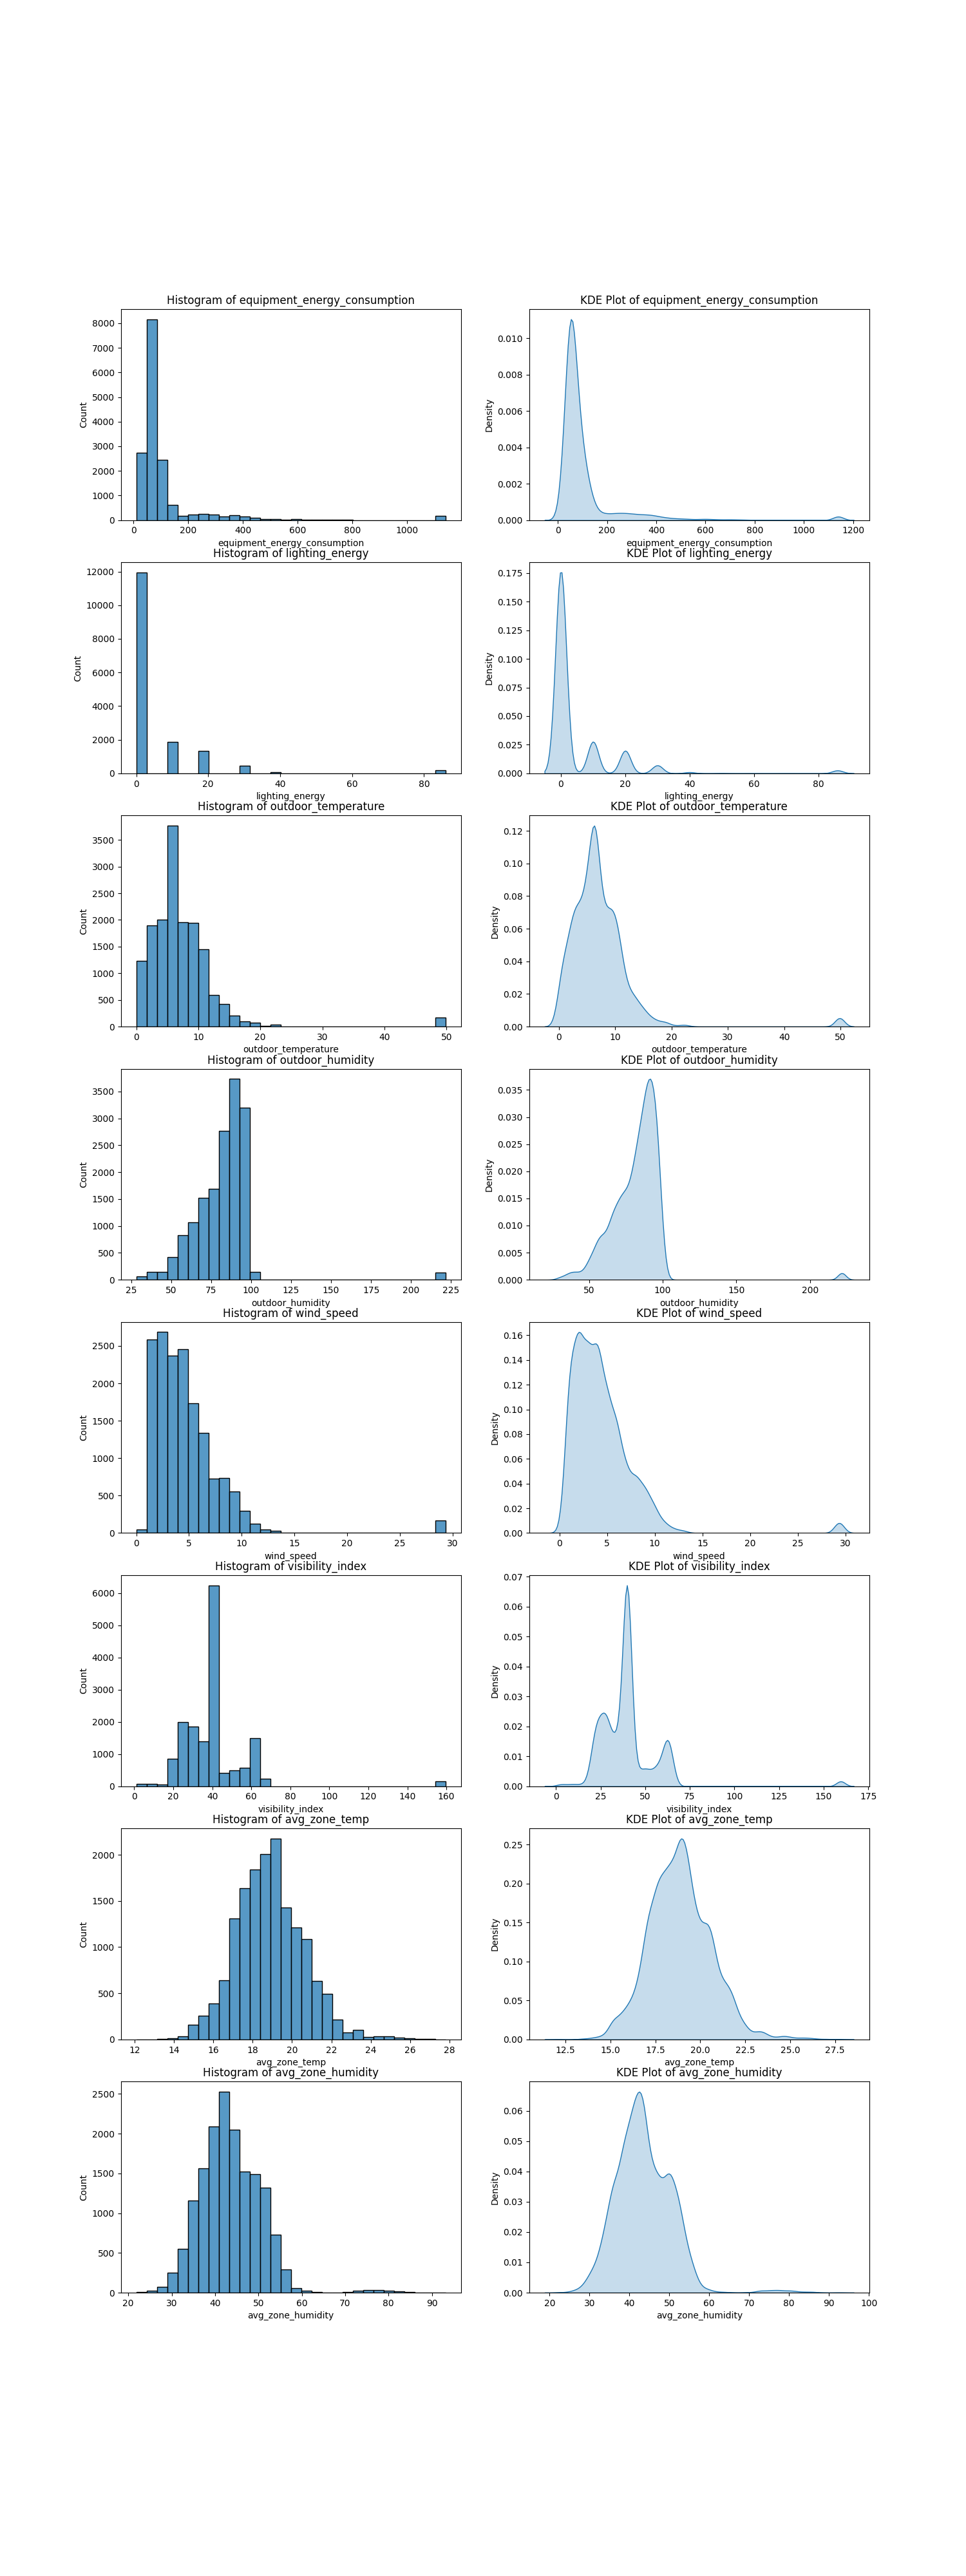 Histogram of equipment_energy_consumption
Count
8000
7000
6000
5000
4000
3000
2000
1000
0
0 200 400 600 800 1000
equipment_energy_consumption
KDE Plot of equipment_energy_consumption
Density
0.010
0.008
0.006
0.004
0.002
0.000
0 200 400 600 800 1000 1200
equipment_energy_consumption
Histogram of lighting_energy
Count
12000
10000
8000
6000
4000
2000
0
0 20 40 60 80
lighting_energy
KDE Plot of lighting_energy
Density
0.175
0.150
0.125
0.100
0.075
0.050
0.025
0.000
0 20 40 60 80
lighting_energy
Histogram of outdoor_temperature
Count
3500
3000
2500
2000
1500
1000
500
0
0 10 20 30 40 50
outdoor_temperature
KDE Plot of outdoor_temperature
Density
0.12
0.10
0.08
0.06
0.04
0.02
0.00
0 10 20 30 40 50
outdoor_temperature
Histogram of outdoor_humidity
Count
3500
3000
2500
2000
1500
1000
500
0
25 50 75 100 125 150 175 200 225
outdoor_humidity
KDE Plot of outdoor_humidity
Density
0.035
0.030
0.025
0.020
0.015
0.010
0.005
0.000
50 100 150 200
outdoor_humidity
Histogram of wind_speed
Count
2500
2000
1500
1000
500
0
0 5 10 15 20 25 30
wind_speed
KDE Plot of wind_speed
Density
0.16
0.14
0.12
0.10
0.08
0.06
0.04
0.02
0.00
0 5 10 15 20 25 30
wind_speed
Histogram of visibility_index
Count
6000
5000
4000
3000
2000
1000
0
0 20 40 60 80 100 120 140 160
visibility_index
KDE Plot of visibility_index
Density
0.07
0.06
0.05
0.04
0.03
0.02
0.01
0.00
0 25 50 75 100 125 150 175
visibility_index
Histogram of avg_zone_temp
Count
2000
1500
1000
500
0
12 14 16 18 20 22 24 26 28
avg_zone_temp
KDE Plot of avg_zone_temp
Density
0.25
0.20
0.15
0.10
0.05
0.00
12.5 15.0 17.5 20.0 22.5 25.0 27.5
avg_zone_temp
Histogram of avg_zone_humidity
Count
2500
2000
1500
1000
500
0
20 30 40 50 60 70 80 90
avg_zone_humidity
KDE Plot of avg_zone_humidity
Density
0.06
0.05
0.04
0.03
0.02
0.01
0.00
20 30 40 50 60 70 80 90 100
avg_zone_humidity